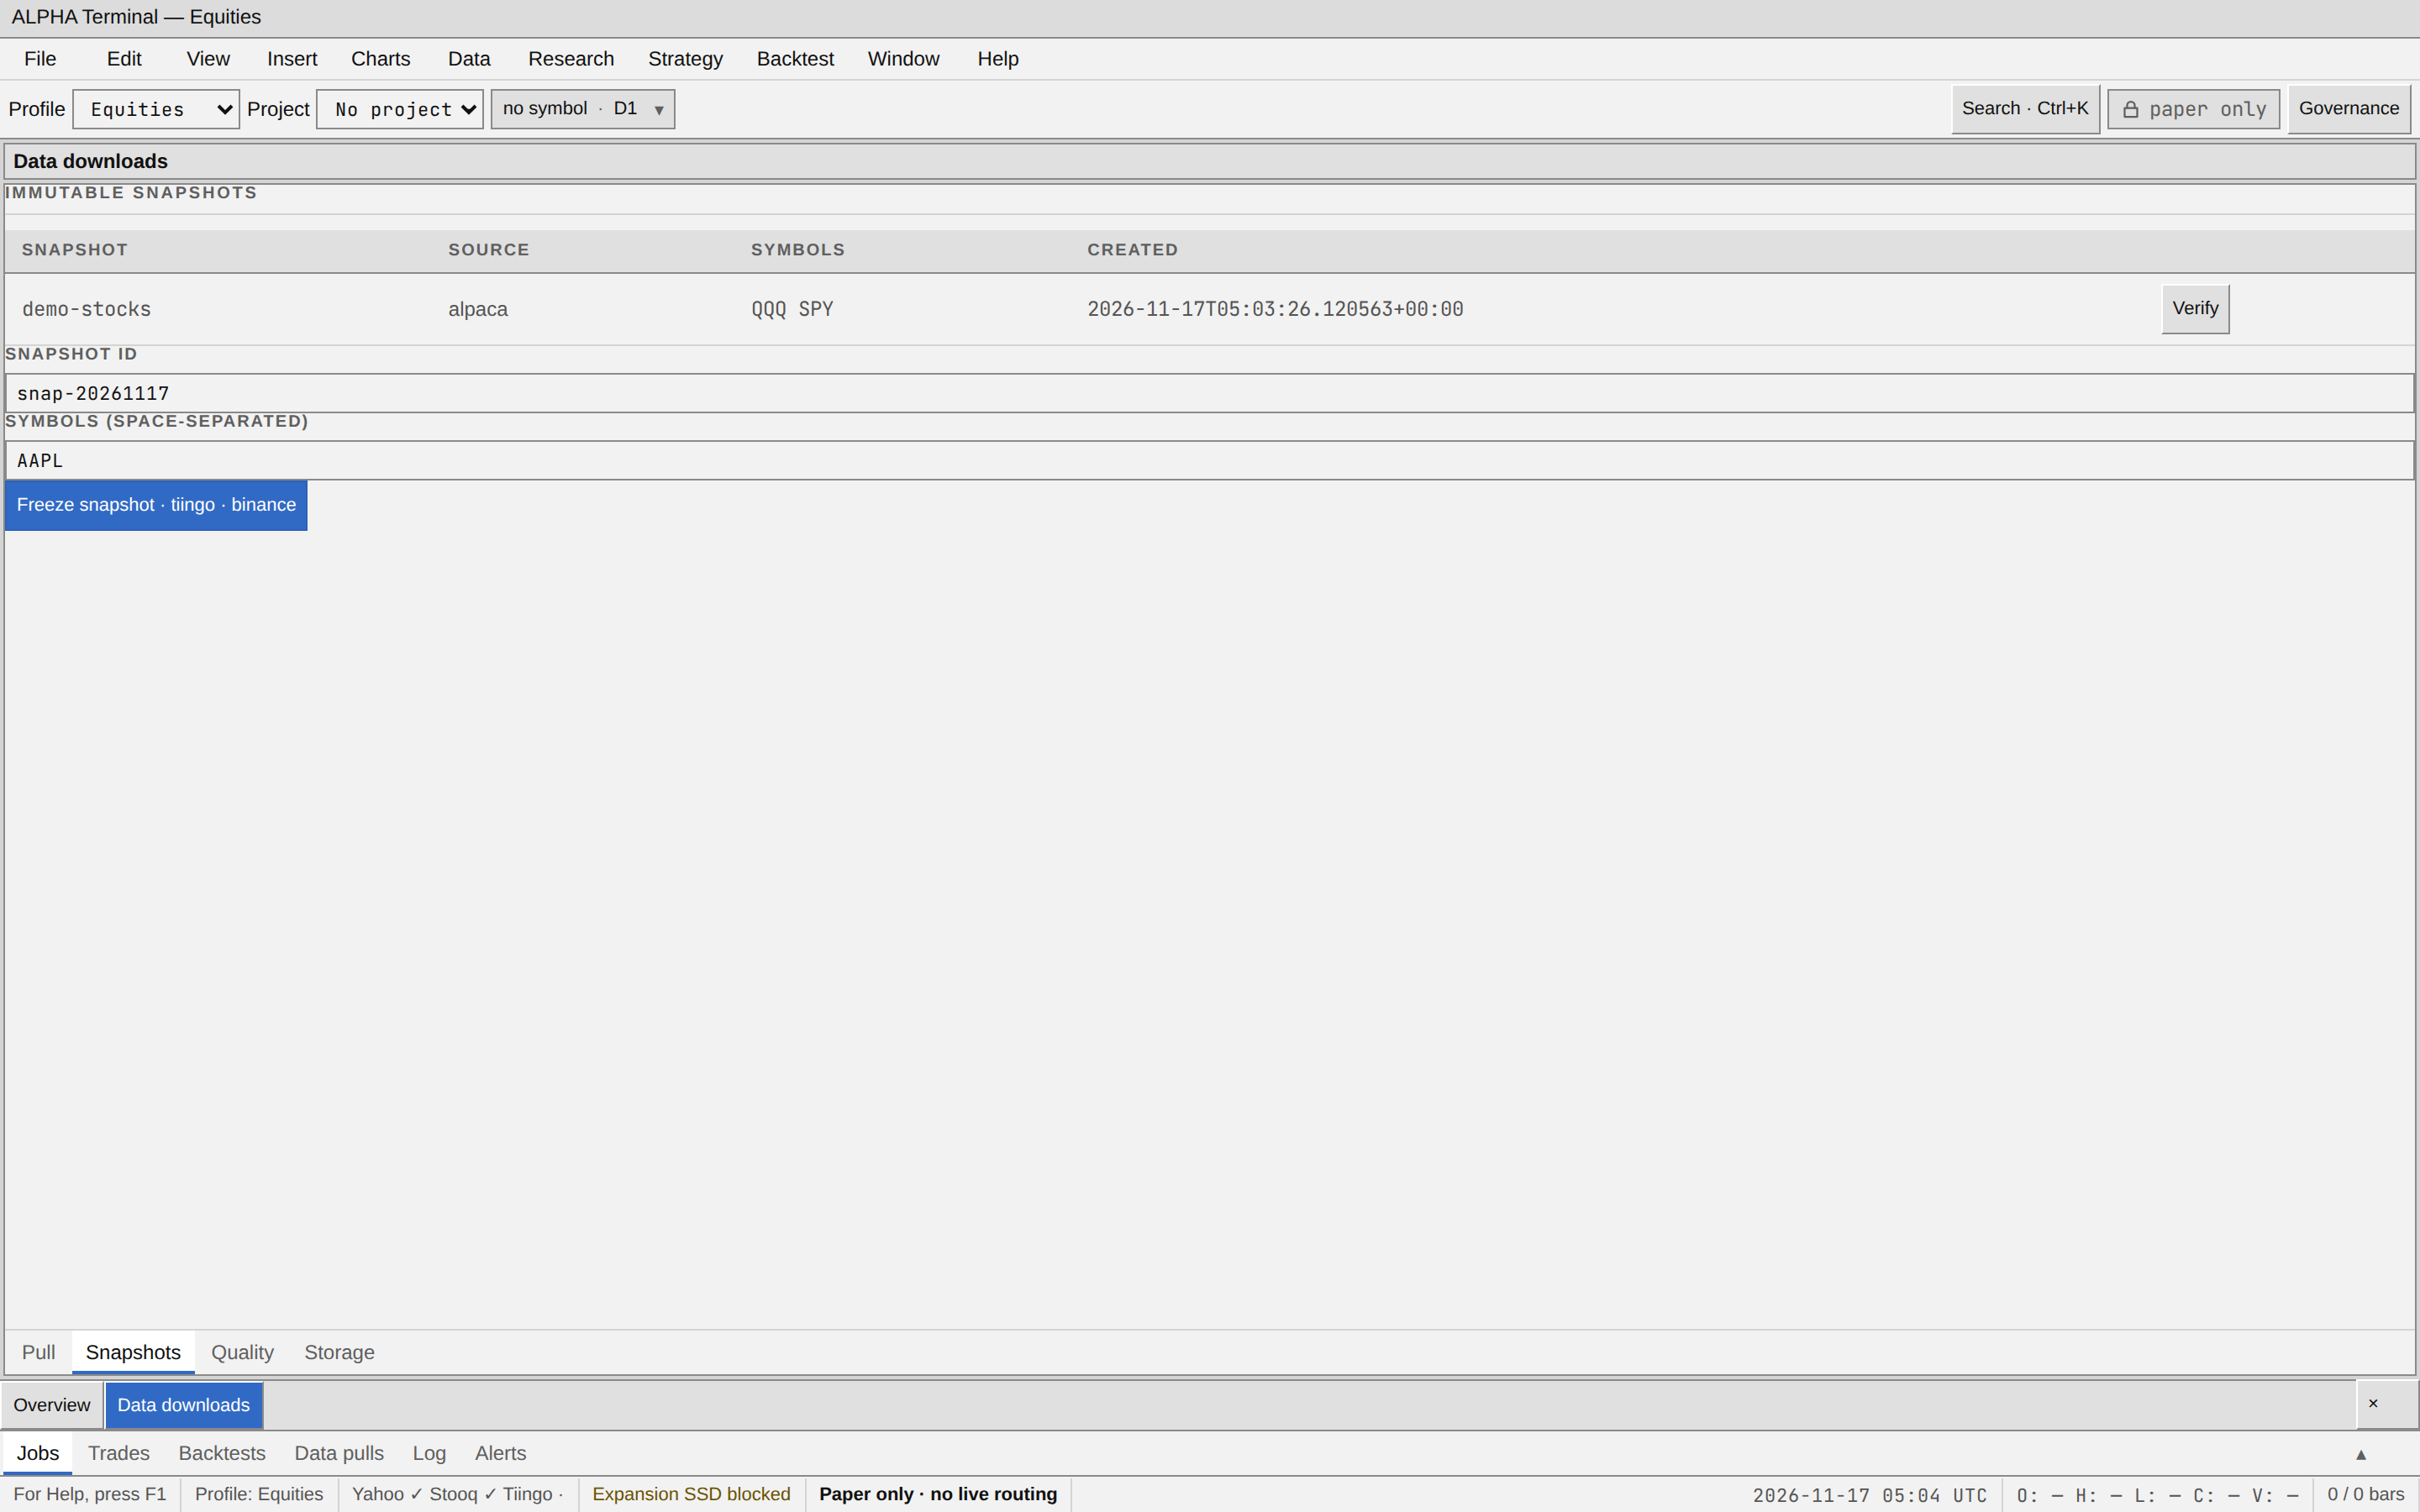 ALPHA Terminal — Equities
File Edit View Insert Charts Data Research Strategy Backtest Window Help
Profile Equities Project No project no symbol · D1 ▼ Search · Ctrl+K paper only Governance
Data downloads
IMMUTABLE SNAPSHOTS
SNAPSHOT SOURCE SYMBOLS CREATED
demo-stocks alpaca QQQ SPY 2026-11-17T05:03:26.120563+00:00 Verify
SNAPSHOT ID
snap-20261117
SYMBOLS (SPACE-SEPARATED)
AAPL
Freeze snapshot · tiingo · binance
Pull Snapshots Quality Storage
Overview Data downloads ×
Jobs Trades Backtests Data pulls Log Alerts ▲
For Help, press F1 Profile: Equities Yahoo ✓ Stooq ✓ Tiingo · Expansion SSD blocked Paper only · no live routing 2026-11-17 05:04 UTC O: — H: — L: — C: — V: — 0 / 0 bars